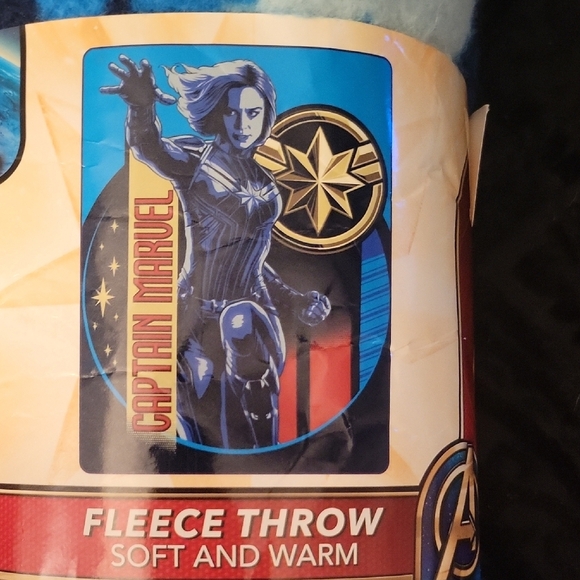 CAPTAIN MARVEL
FLEECE THROW
SOFT AND WARM